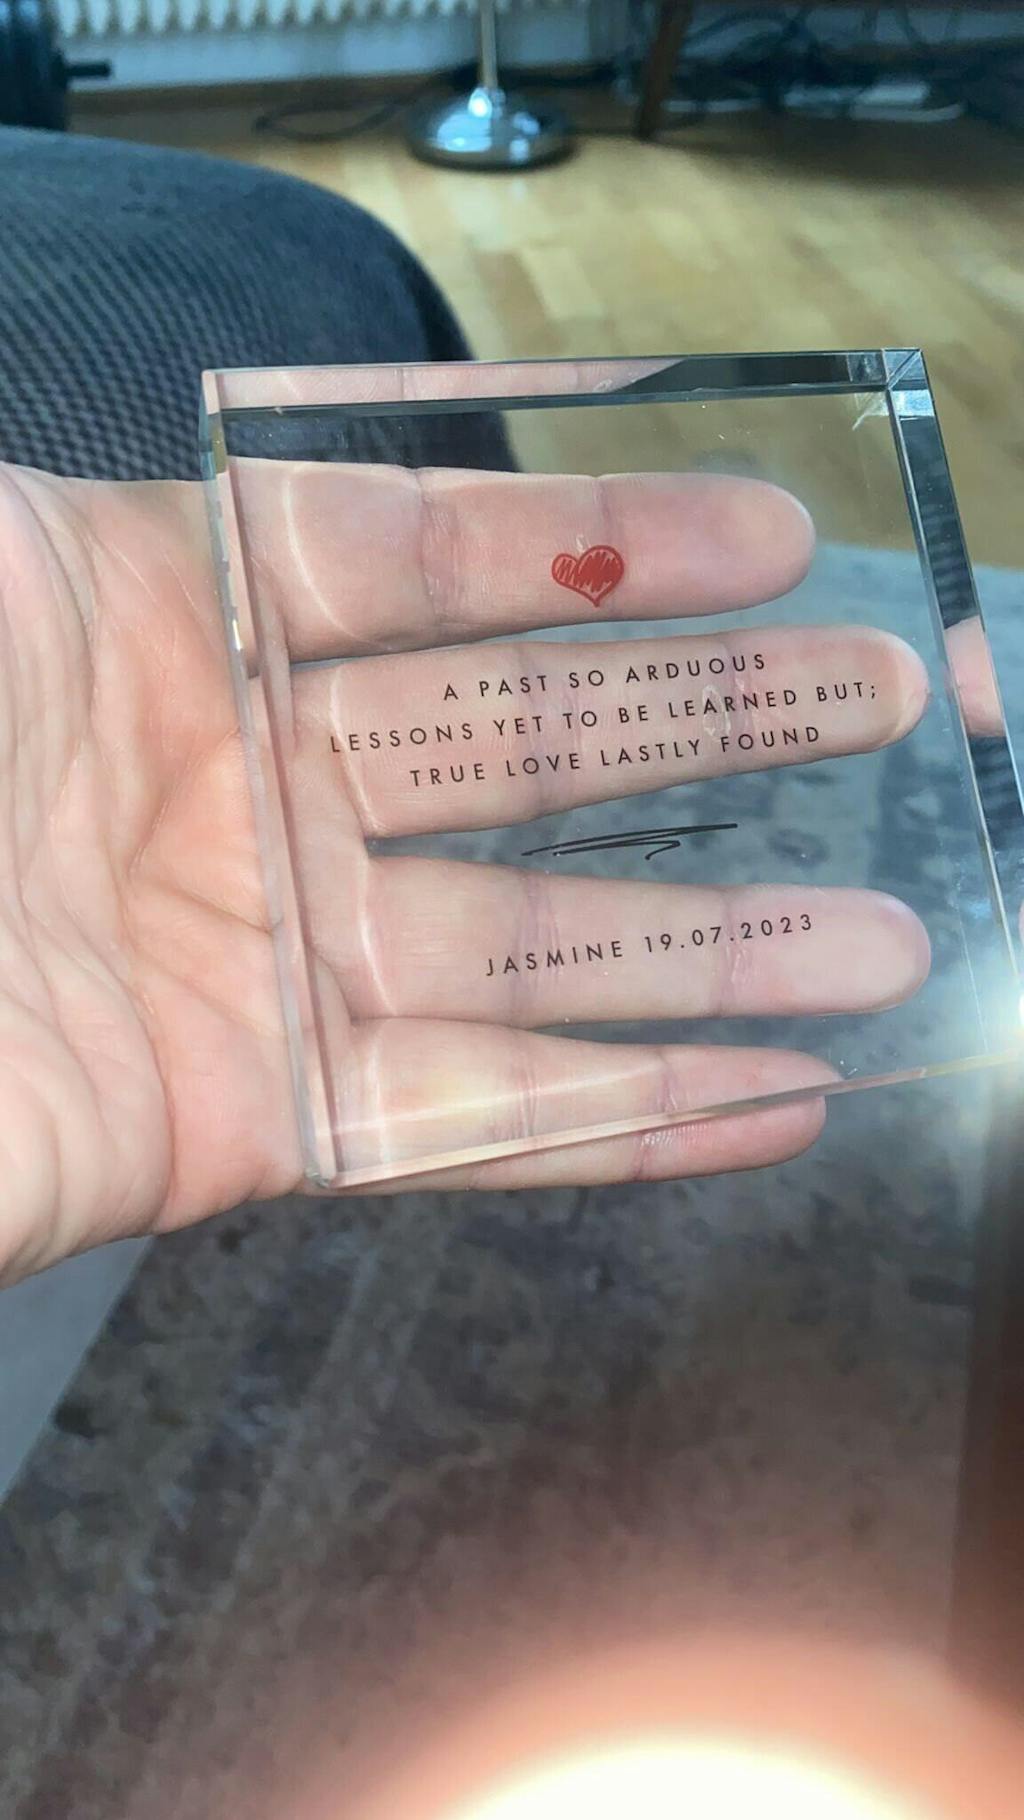 A PAST SO ARDUOUS
LESSONS YET TO BE LEARNED BUT;
TRUE LOVE LASTLY FOUND
JASMINE 19.07.2023